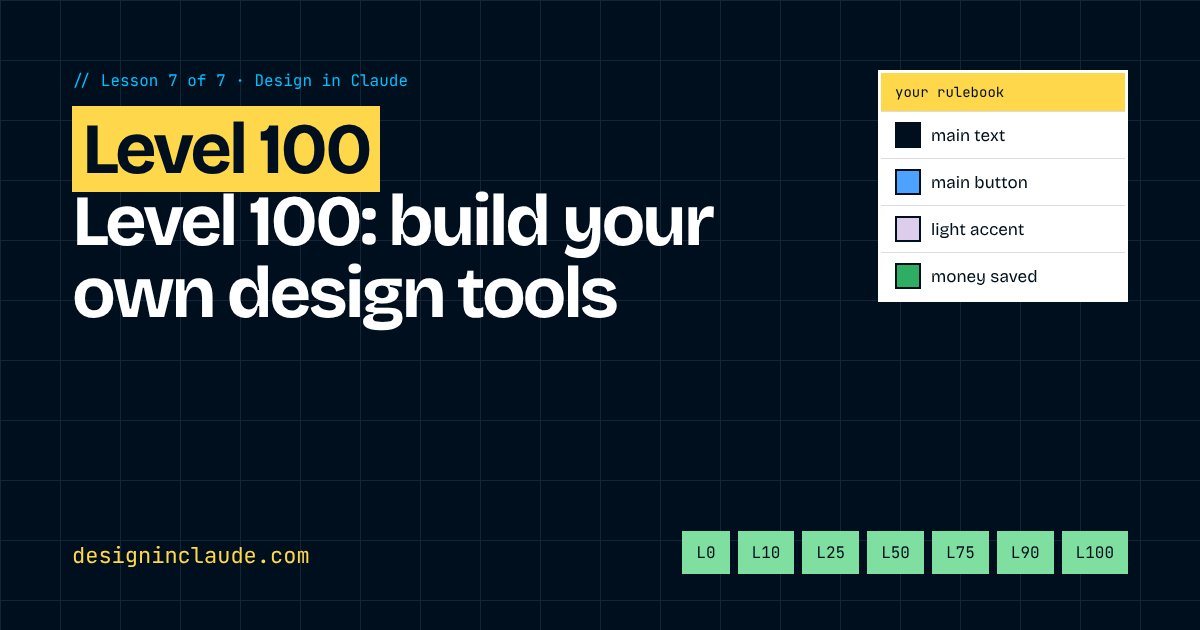 // Lesson 7 of 7 · Design in Claude
Level 100
Level 100: build your
own design tools
your rulebook
main text
main button
light accent
money saved
designinclaude.com
L0 L10 L25 L50 L75 L90 L100